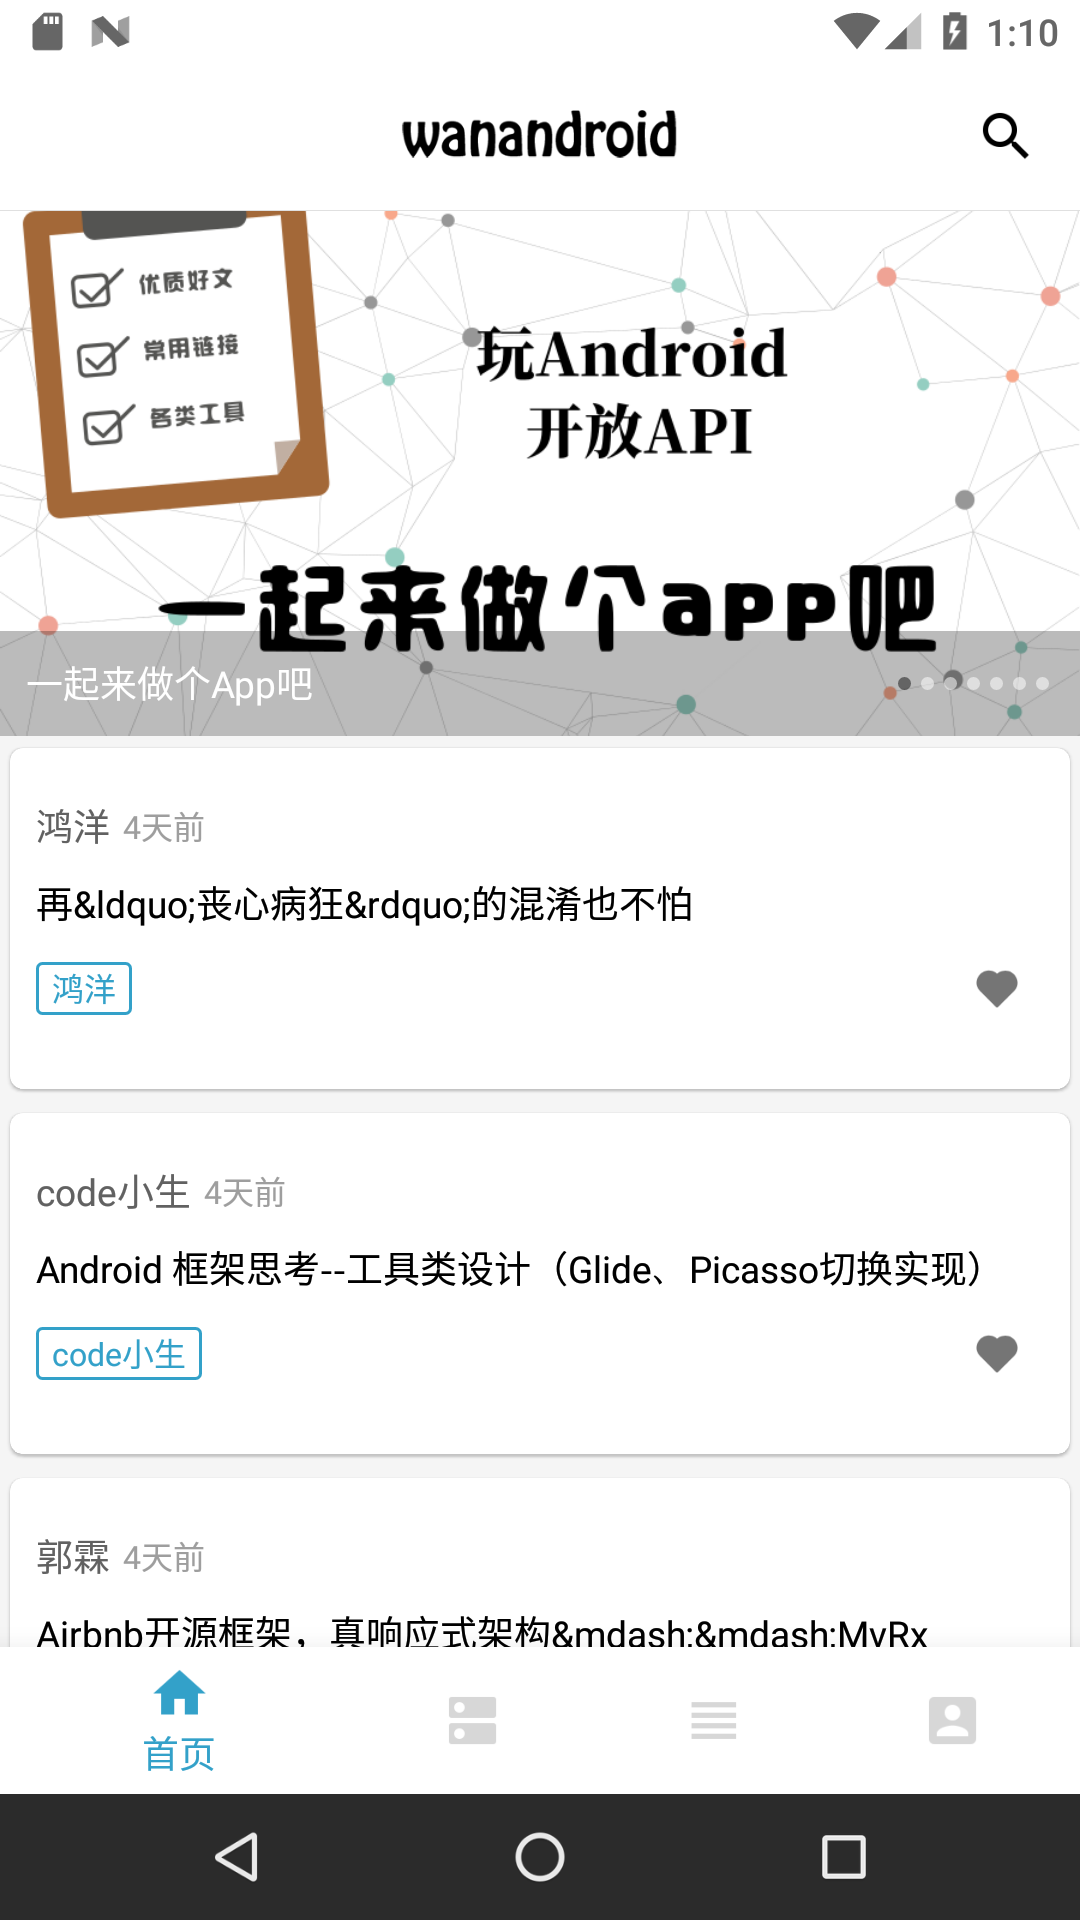 1:10
wanandroid
优质好文
常用链接
各类工具
玩Android
开放API
一起来做个app吧
一起来做个App吧
鸿洋 4天前
再&ldquo;丧心病狂&rdquo;的混淆也不怕
鸿洋
code小生 4天前
Android 框架思考--工具类设计（Glide、Picasso切换实现）
code小生
郭霖 4天前
Airbnb开源框架，真响应式架构&mdash;&mdash;MvRx
首页